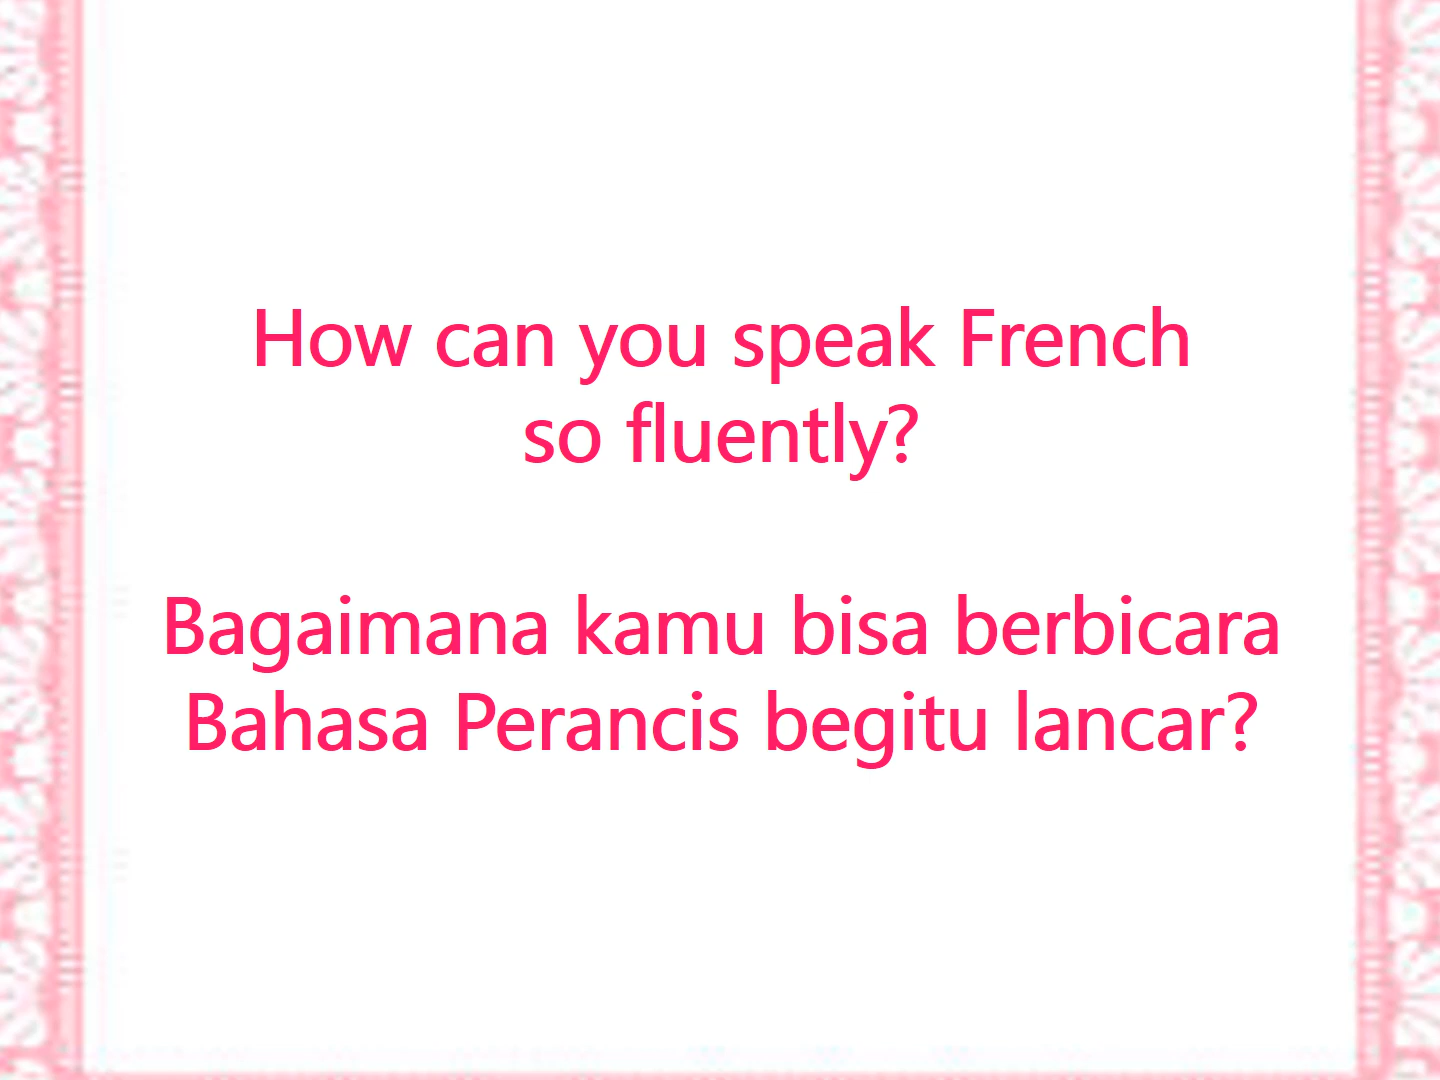 How can you speak French
so fluently?
Bagaimana kamu bisa berbicara
Bahasa Perancis begitu lancar?